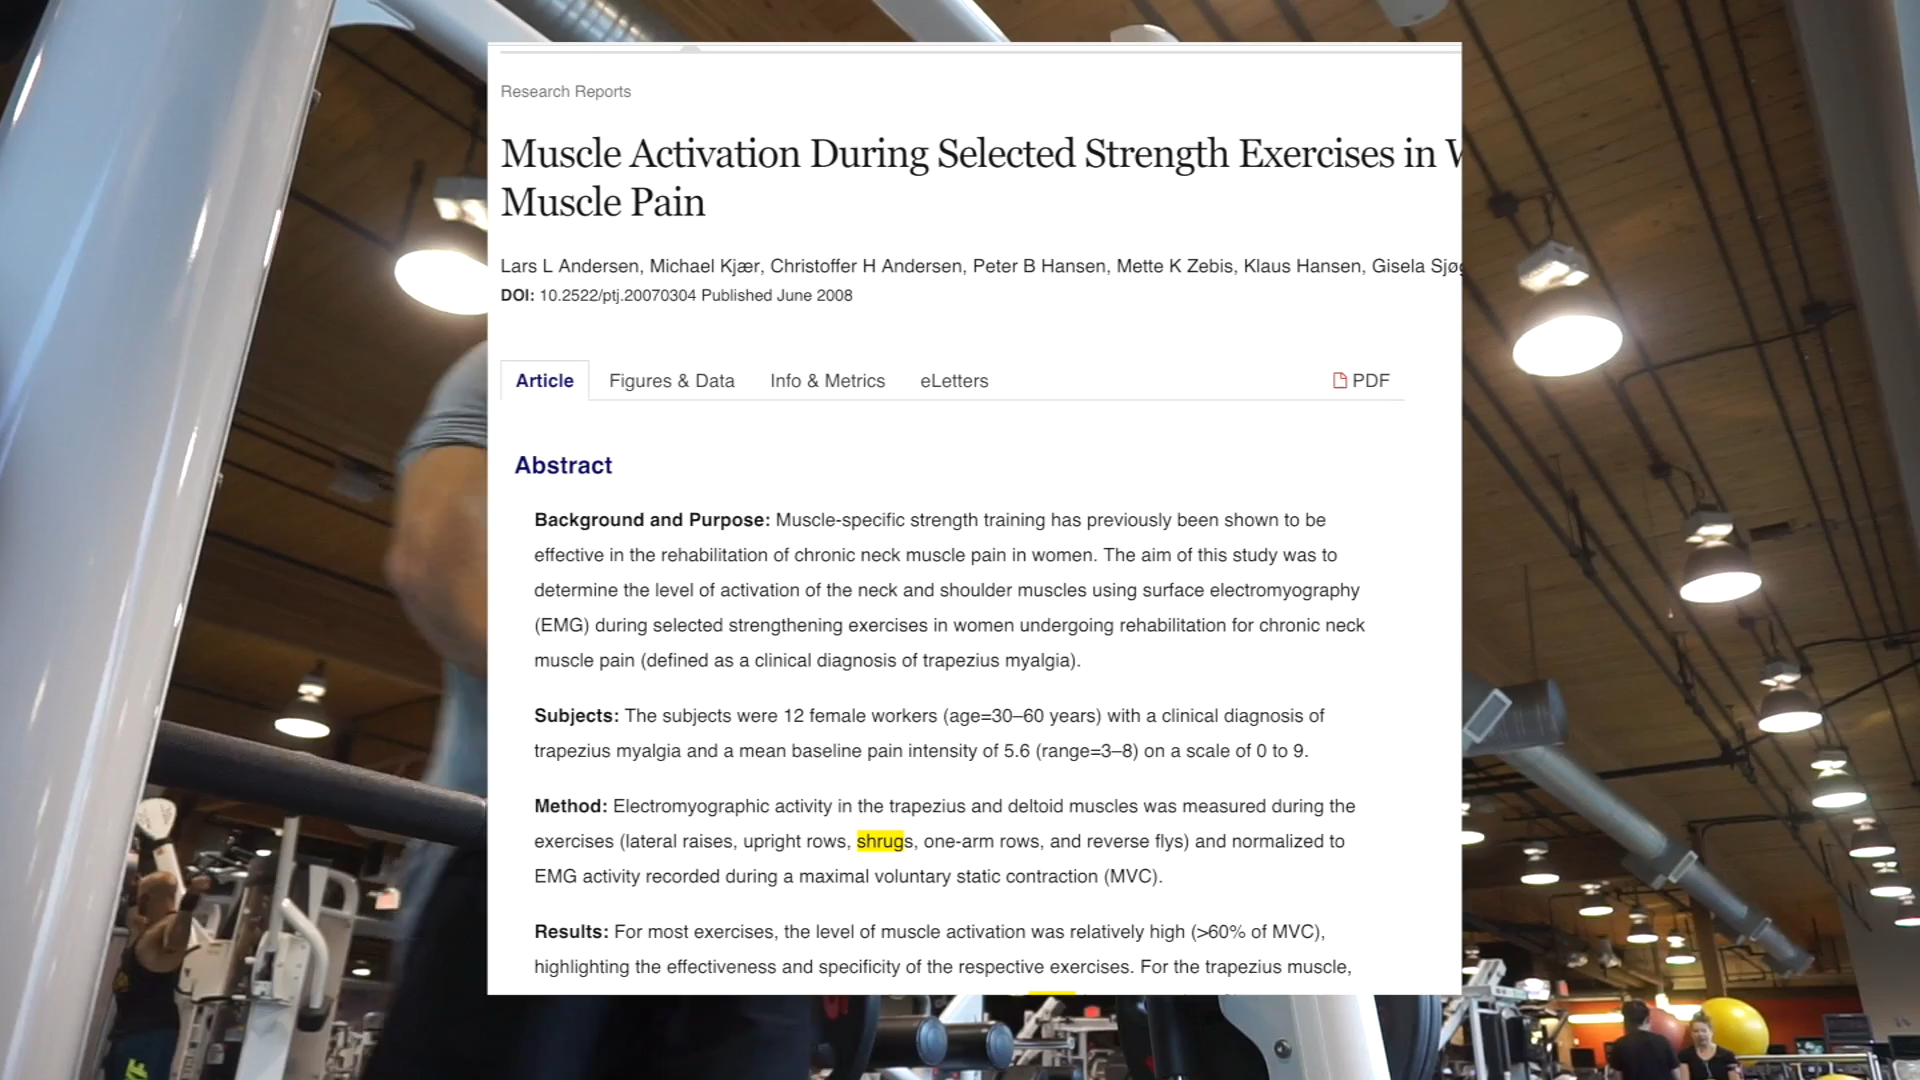 Research Reports
Muscle Activation During Selected Strength Exercises in
Muscle Pain
Lars L Andersen, Michael Kjær, Christoffer H Andersen, Peter B Hansen, Mette K Zebis, Klaus Hansen, Gisela
DOI: 10.2522/ptj.20070304 Published June 2008
Article Figures & Data Info & Metrics eLetters PDF
Abstract
Background and Purpose: Muscle-specific strength training has previously been shown to be
effective in the rehabilitation of chronic neck muscle pain in women. The aim of this study was to
determine the level of activation of the neck and shoulder muscles using surface electromyography
(EMG) during selected strengthening exercises in women undergoing rehabilitation for chronic neck
muscle pain (defined as a clinical diagnosis of trapezius myalgia).
Subjects: The subjects were 12 female workers (age=30–60 years) with a clinical diagnosis of
trapezius myalgia and a mean baseline pain intensity of 5.6 (range=3–8) on a scale of 0 to 9.
Method: Electromyographic activity in the trapezius and deltoid muscles was measured during the
exercises (lateral raises, upright rows, shrugs, one-arm rows, and reverse flys) and normalized to
EMG activity recorded during a maximal voluntary static contraction (MVC).
Results: For most exercises, the level of muscle activation was relatively high (>60% of MVC),
highlighting the effectiveness and specificity of the respective exercises. For the trapezius muscle,